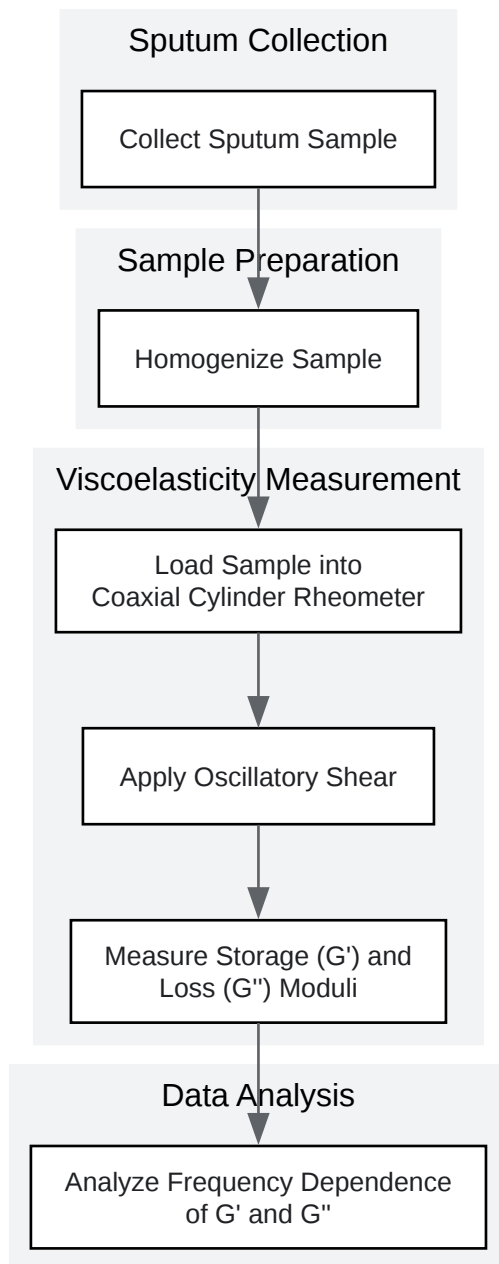 Sputum Collection
Collect Sputum Sample
Sample Preparation
Homogenize Sample
Viscoelasticity Measurement
Load Sample into
Coaxial Cylinder Rheometer
Apply Oscillatory Shear
Measure Storage (G') and
Loss (G'') Moduli
Data Analysis
Analyze Frequency Dependence
of G' and G''